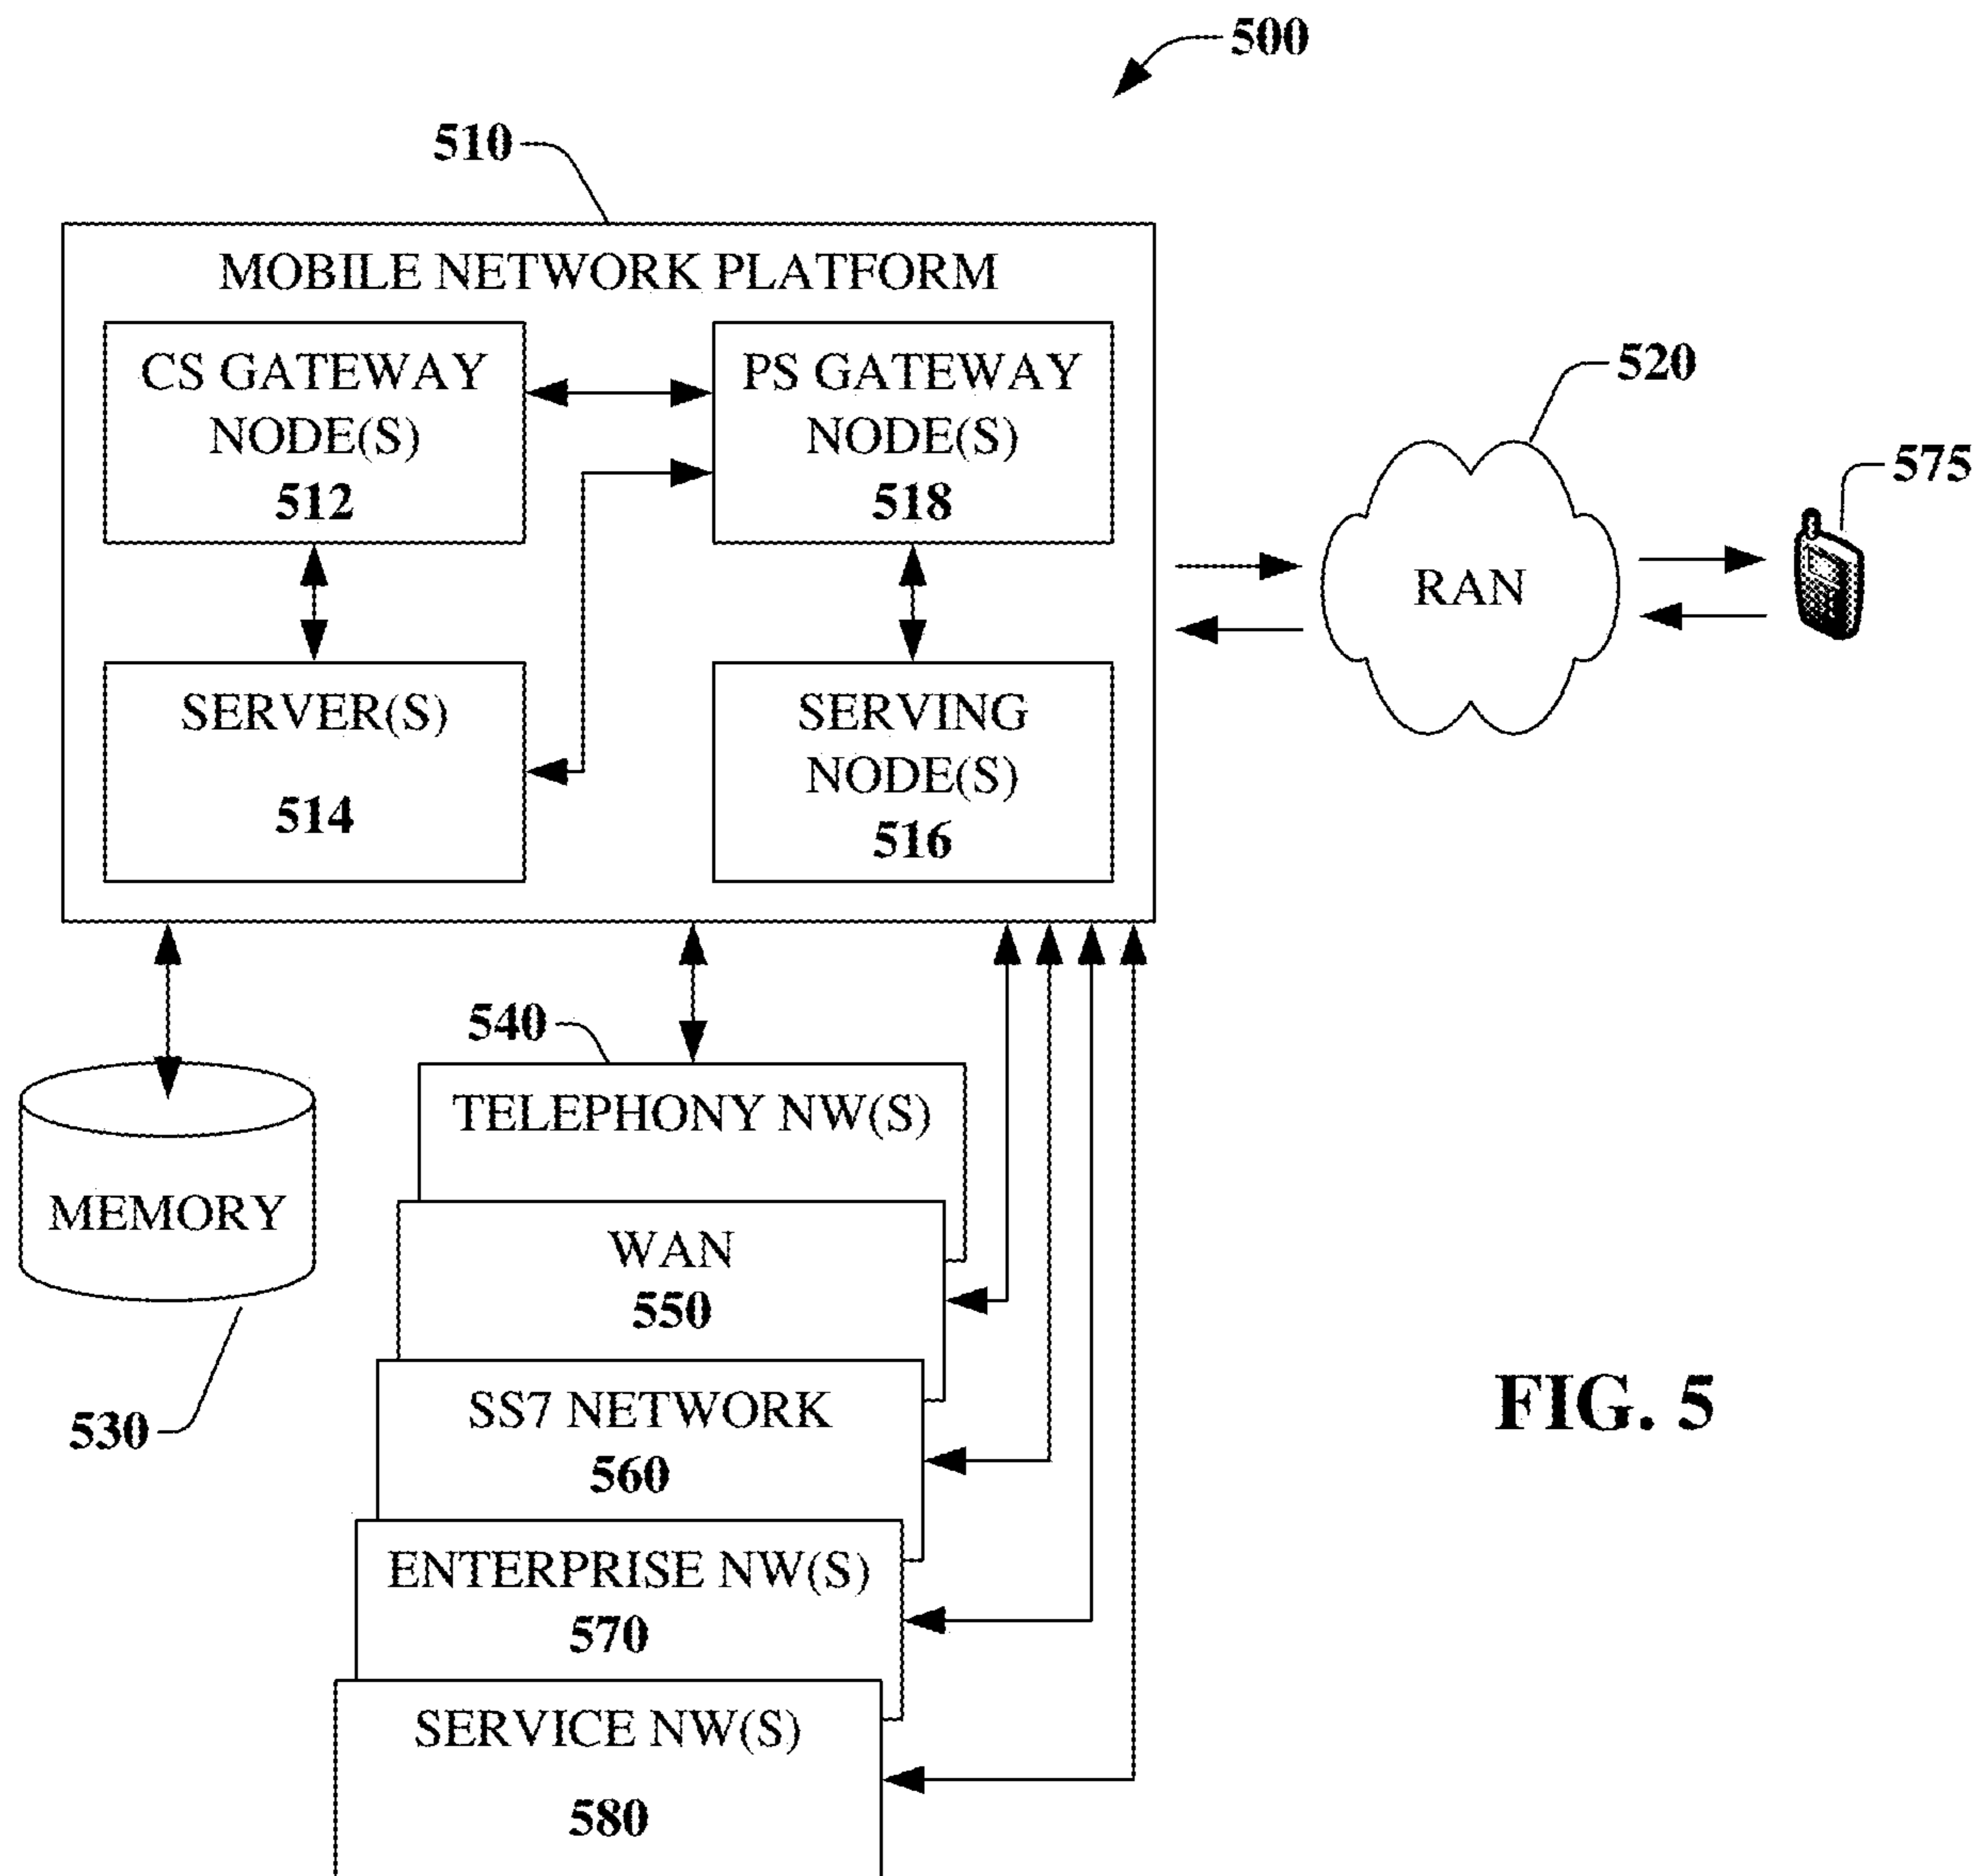 500
510
MOBILE NETWORK PLATFORM
CS GATEWAY
NODE(S)
512
PS GATEWAY
NODE(S)
518
SERVER(S)
514
SERVING
NODE(S)
516
520
RAN
575
540
TELEPHONY NW(S)
MEMORY
530
WAN
550
SS7 NETWORK
560
ENTERPRISE NW(S)
570
SERVICE NW(S)
580
FIG. 5